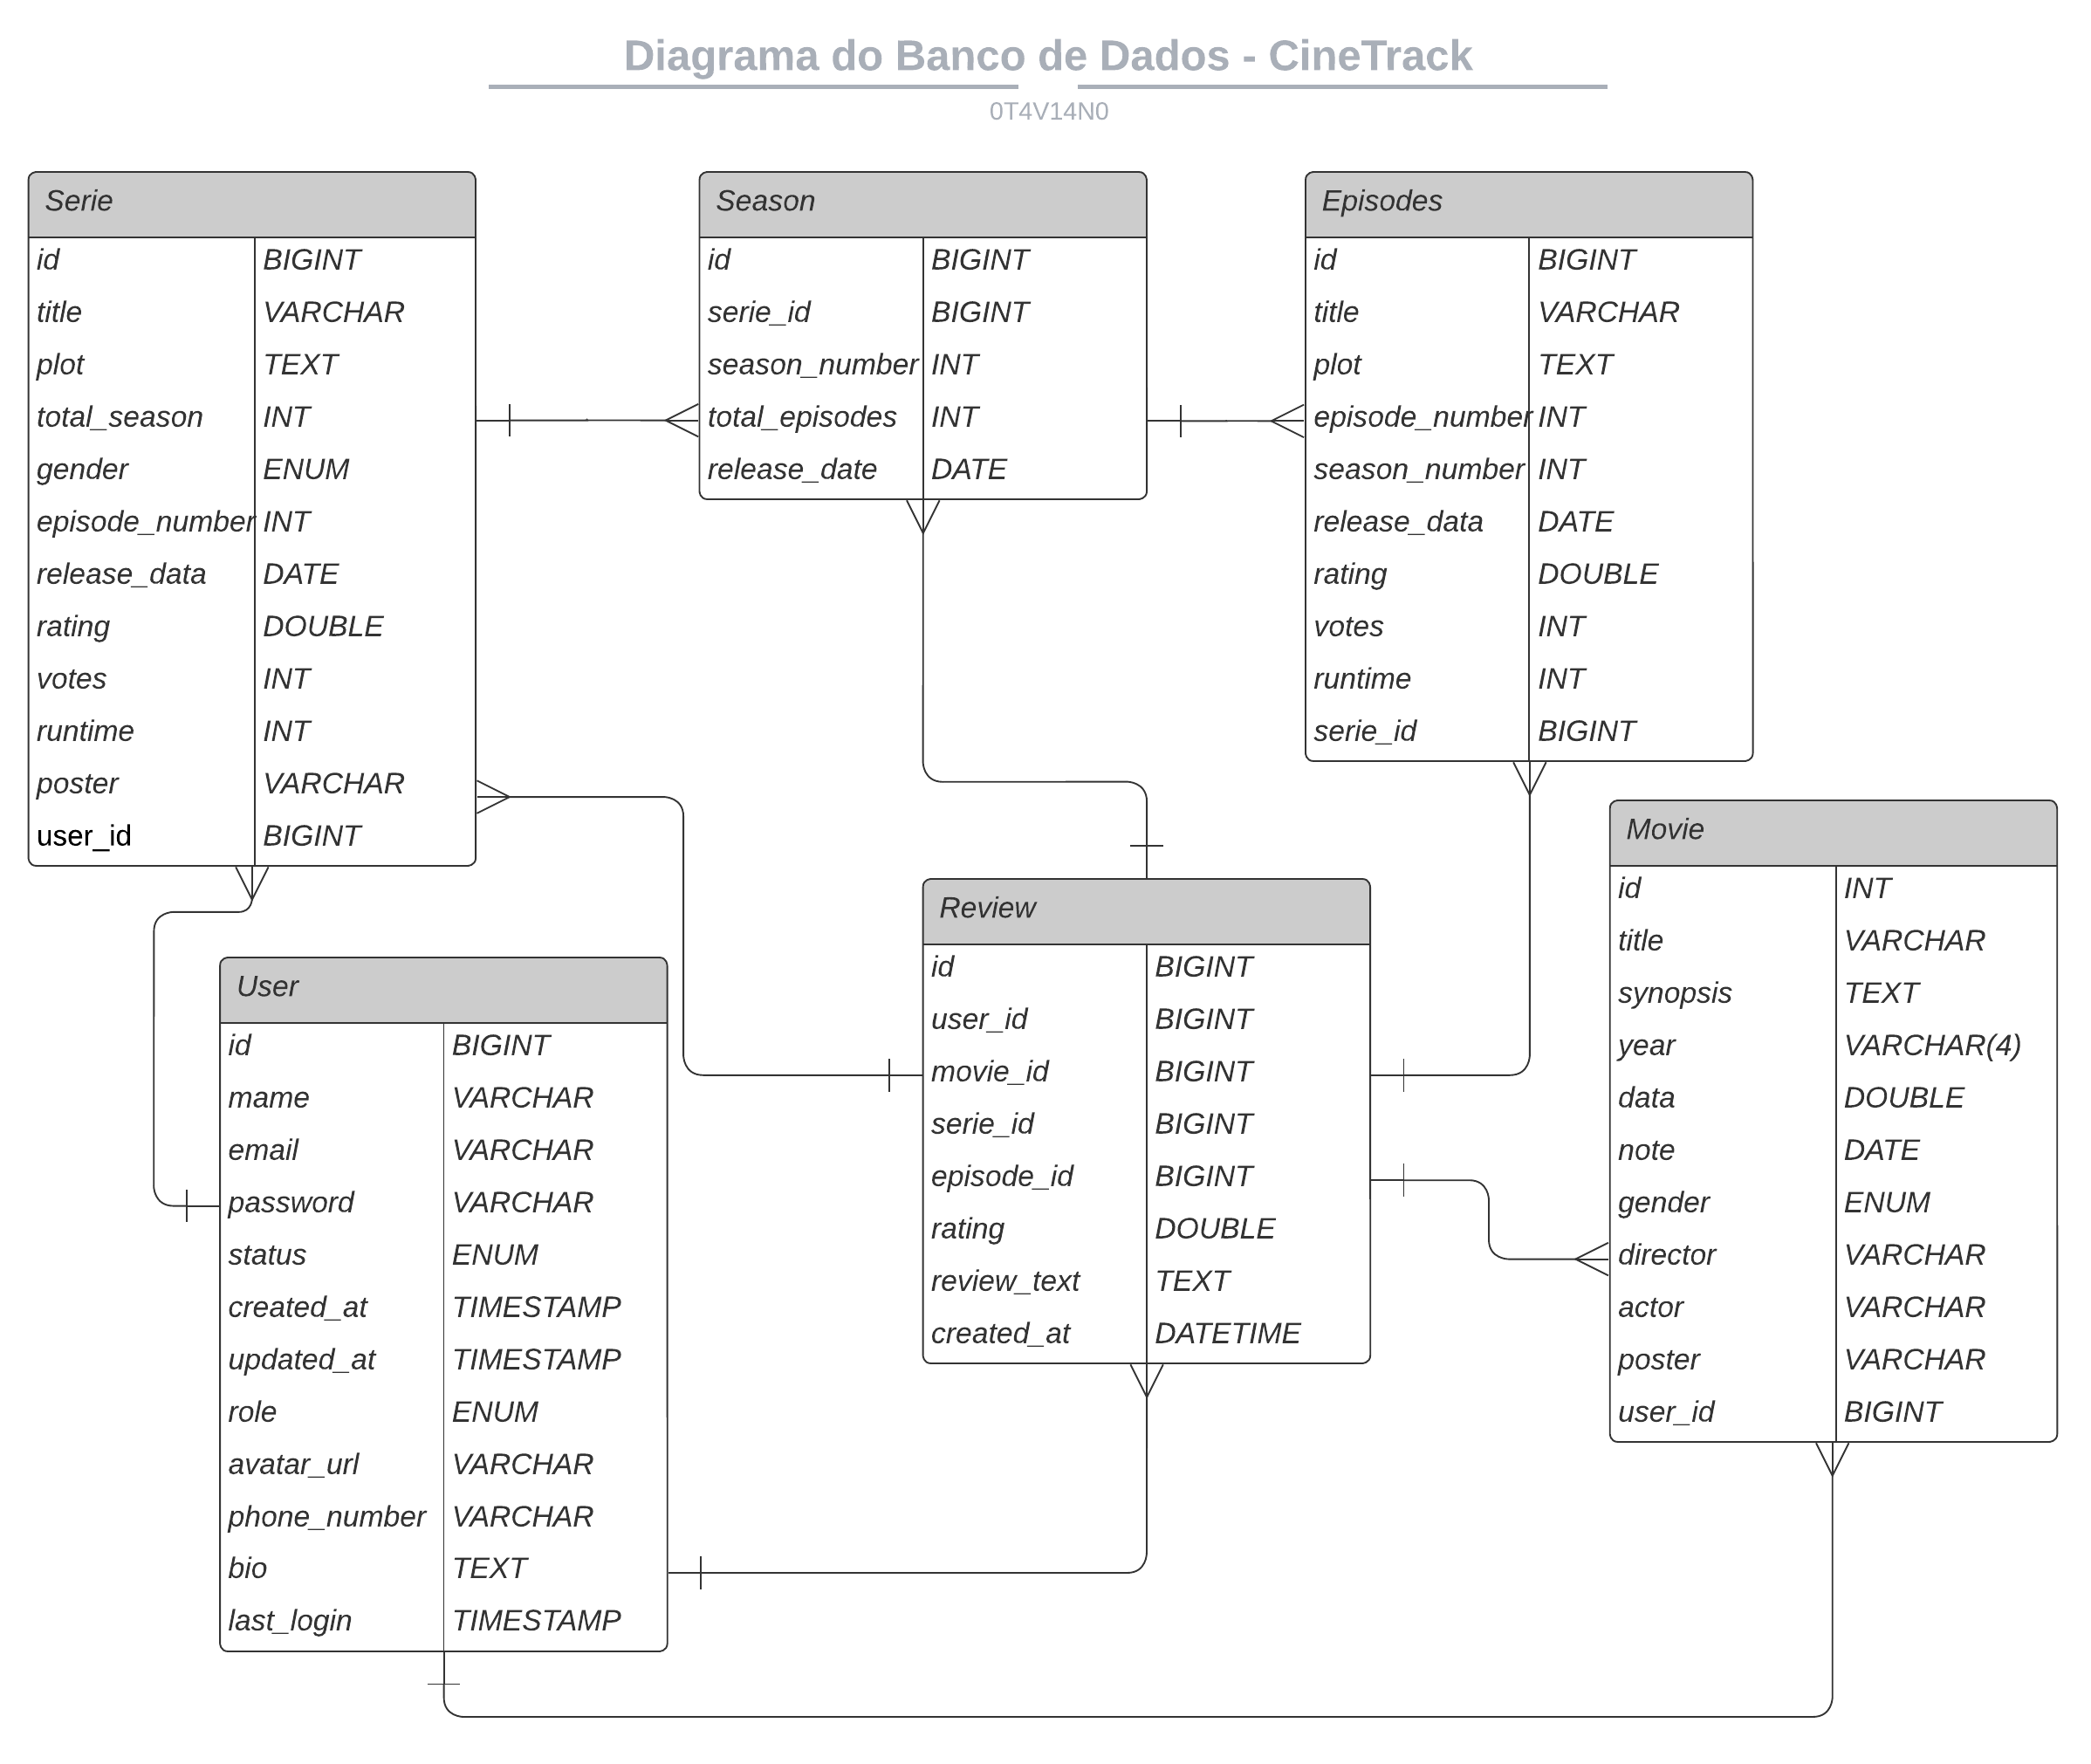 Diagrama do Banco de Dados - CineTrack
0T4V14N0
Serie
id BIGINT
title VARCHAR
plot TEXT
total_season INT
gender ENUM
episode_number INT
release_data DATE
rating DOUBLE
votes INT
runtime INT
poster VARCHAR
user_id BIGINT
Season
id BIGINT
serie_id BIGINT
season_number INT
total_episodes INT
release_date DATE
Episodes
id BIGINT
title VARCHAR
plot TEXT
episode_number INT
season_number INT
release_data DATE
rating DOUBLE
votes INT
runtime INT
serie_id BIGINT
User
id BIGINT
mame VARCHAR
email VARCHAR
password VARCHAR
status ENUM
created_at TIMESTAMP
updated_at TIMESTAMP
role ENUM
avatar_url VARCHAR
phone_number VARCHAR
bio TEXT
last_login TIMESTAMP
Review
id BIGINT
user_id BIGINT
movie_id BIGINT
serie_id BIGINT
episode_id BIGINT
rating DOUBLE
review_text TEXT
created_at DATETIME
Movie
id INT
title VARCHAR
synopsis TEXT
year VARCHAR(4)
data DOUBLE
note DATE
gender ENUM
director VARCHAR
actor VARCHAR
poster VARCHAR
user_id BIGINT